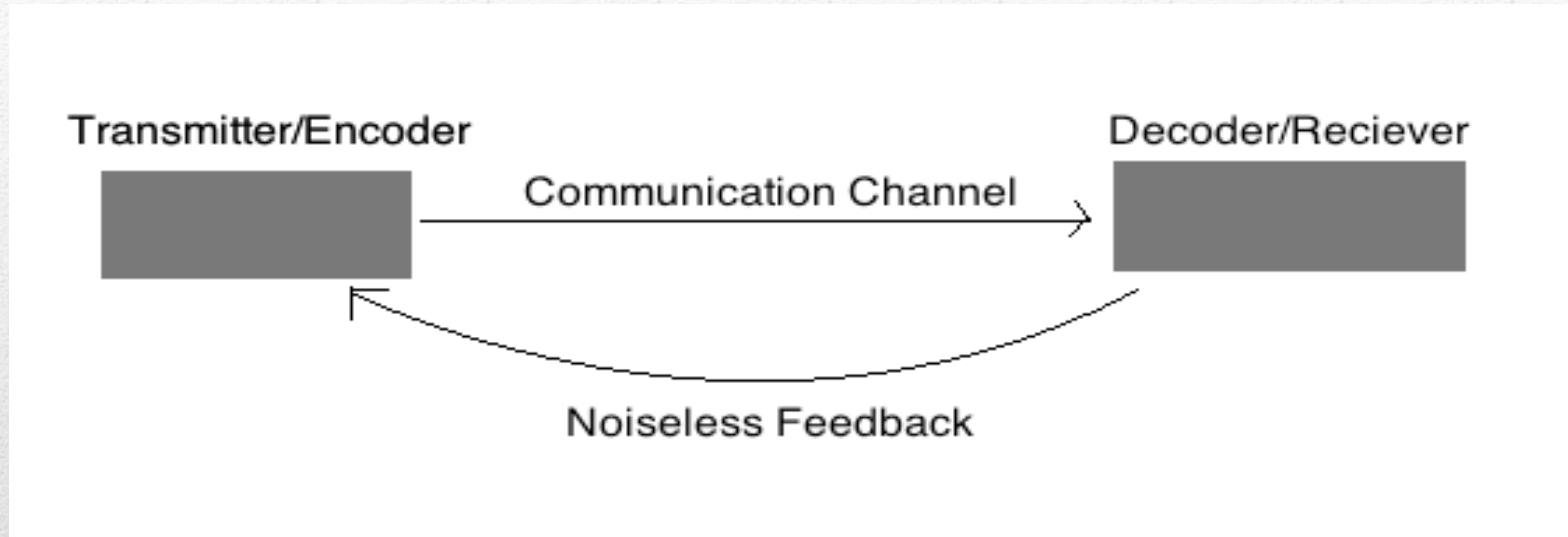 Transmitter/Encoder
Decoder/Reciever
Communication Channel
Noiseless Feedback